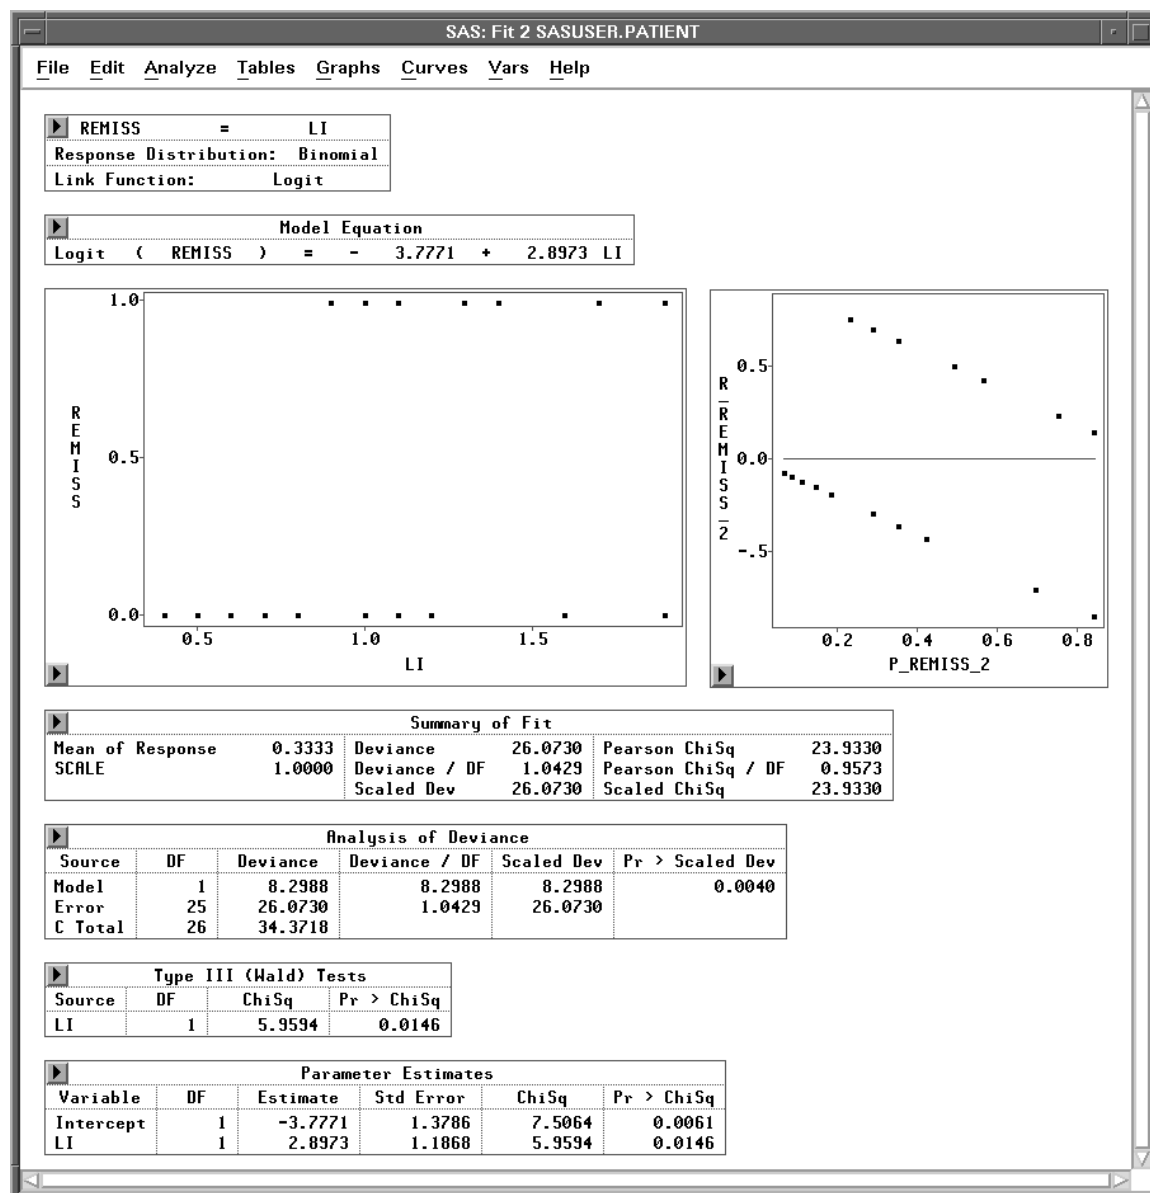 SAS: Fit 2 SASUSER.PATIENT
File Edit Analyze Tables Graphs Curves Vars Help
REMISS = LI
Response Distribution: Binomial
Link Function: Logit
Model Equation
Logit ( REMISS ) = - 3.7771 + 2.8973 LI
1.0
0.5
0.0
REMISS
0.5 1.0 1.5
LI
0.5
0.0
-.5
R_REMISS_2
0.2 0.4 0.6 0.8
P_REMISS_2
Summary of Fit
Mean of Response 0.3333 Deviance 26.0730 Pearson ChiSq 23.9330
SCALE 1.0000 Deviance / DF 1.0429 Pearson ChiSq / DF 0.9573
Scaled Dev 26.0730 Scaled ChiSq 23.9330
Analysis of Deviance
Source DF Deviance Deviance / DF Scaled Dev Pr > Scaled Dev
Model 1 8.2988 8.2988 8.2988 0.0040
Error 25 26.0730 1.0429 26.0730
C Total 26 34.3718
Type III (Wald) Tests
Source DF ChiSq Pr > ChiSq
LI 1 5.9594 0.0146
Parameter Estimates
Variable DF Estimate Std Error ChiSq Pr > ChiSq
Intercept 1 -3.7771 1.3786 7.5064 0.0061
LI 1 2.8973 1.1868 5.9594 0.0146